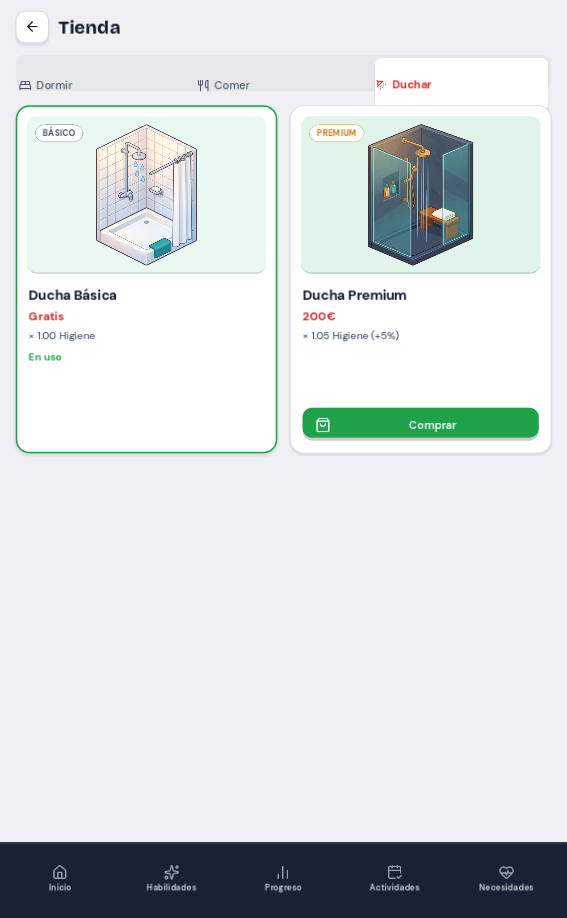 Tienda
Dormir
Comer
Duchar
BÁSICO
Ducha Básica
Gratis
× 1.00 Higiene
En uso
PREMIUM
Ducha Premium
200€
× 1.05 Higiene (+5%)
Comprar
Inicio
Habilidades
Progreso
Actividades
Necesidades